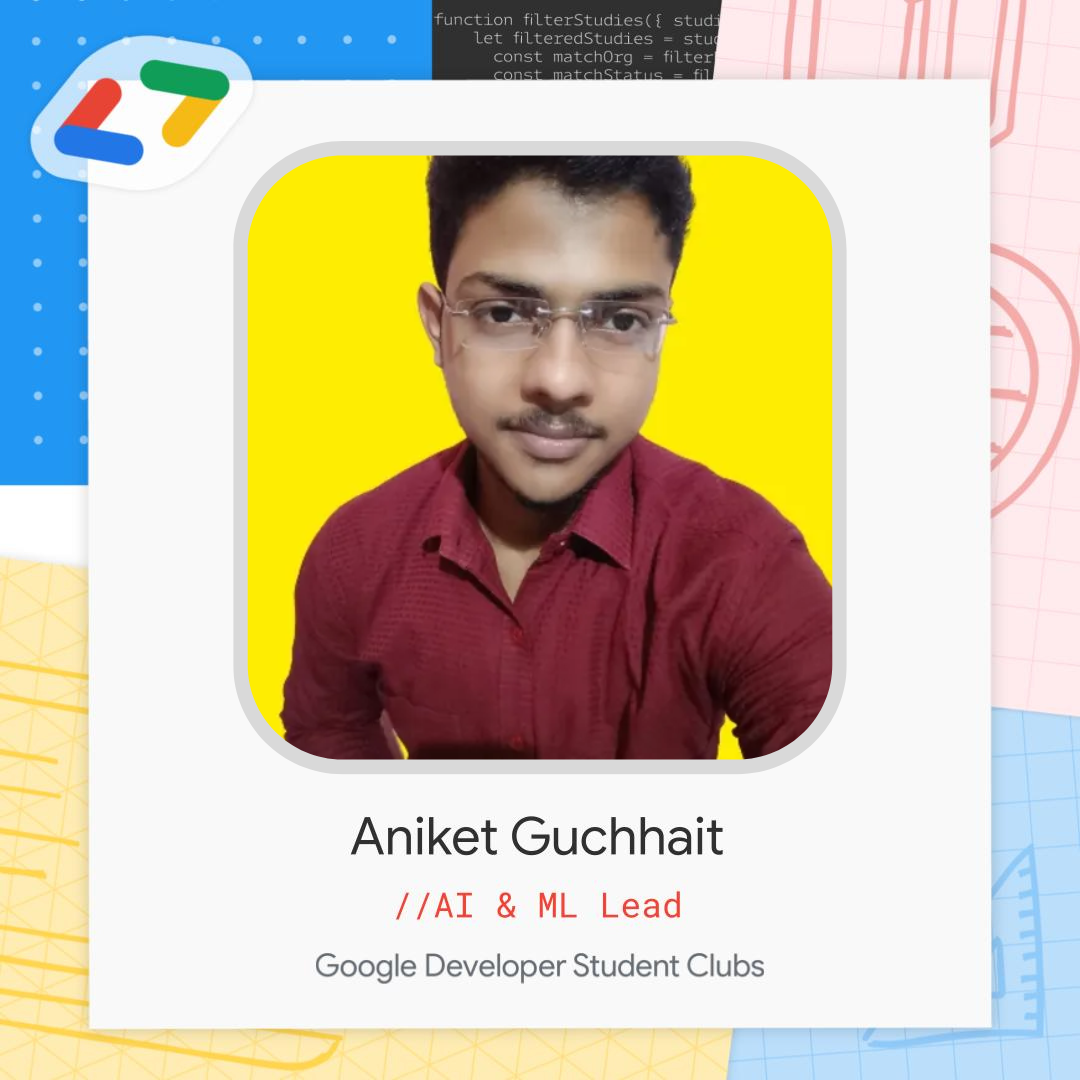 function filterStudies({ studi
let filteredStudies = stud
const matchOrg = filter
const matchStatus = fil
Aniket Guchhait
//AI & ML Lead
Google Developer Student Clubs